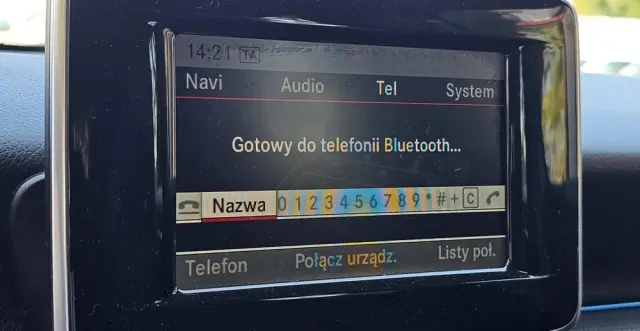 14:21 TA
Navi Audio Tel System
Gotowy do telefonii Bluetooth...
Nazwa 0 1 2 3 4 5 6 7 8 9 * # + C
Telefon Połącz urządz. Listy poł.